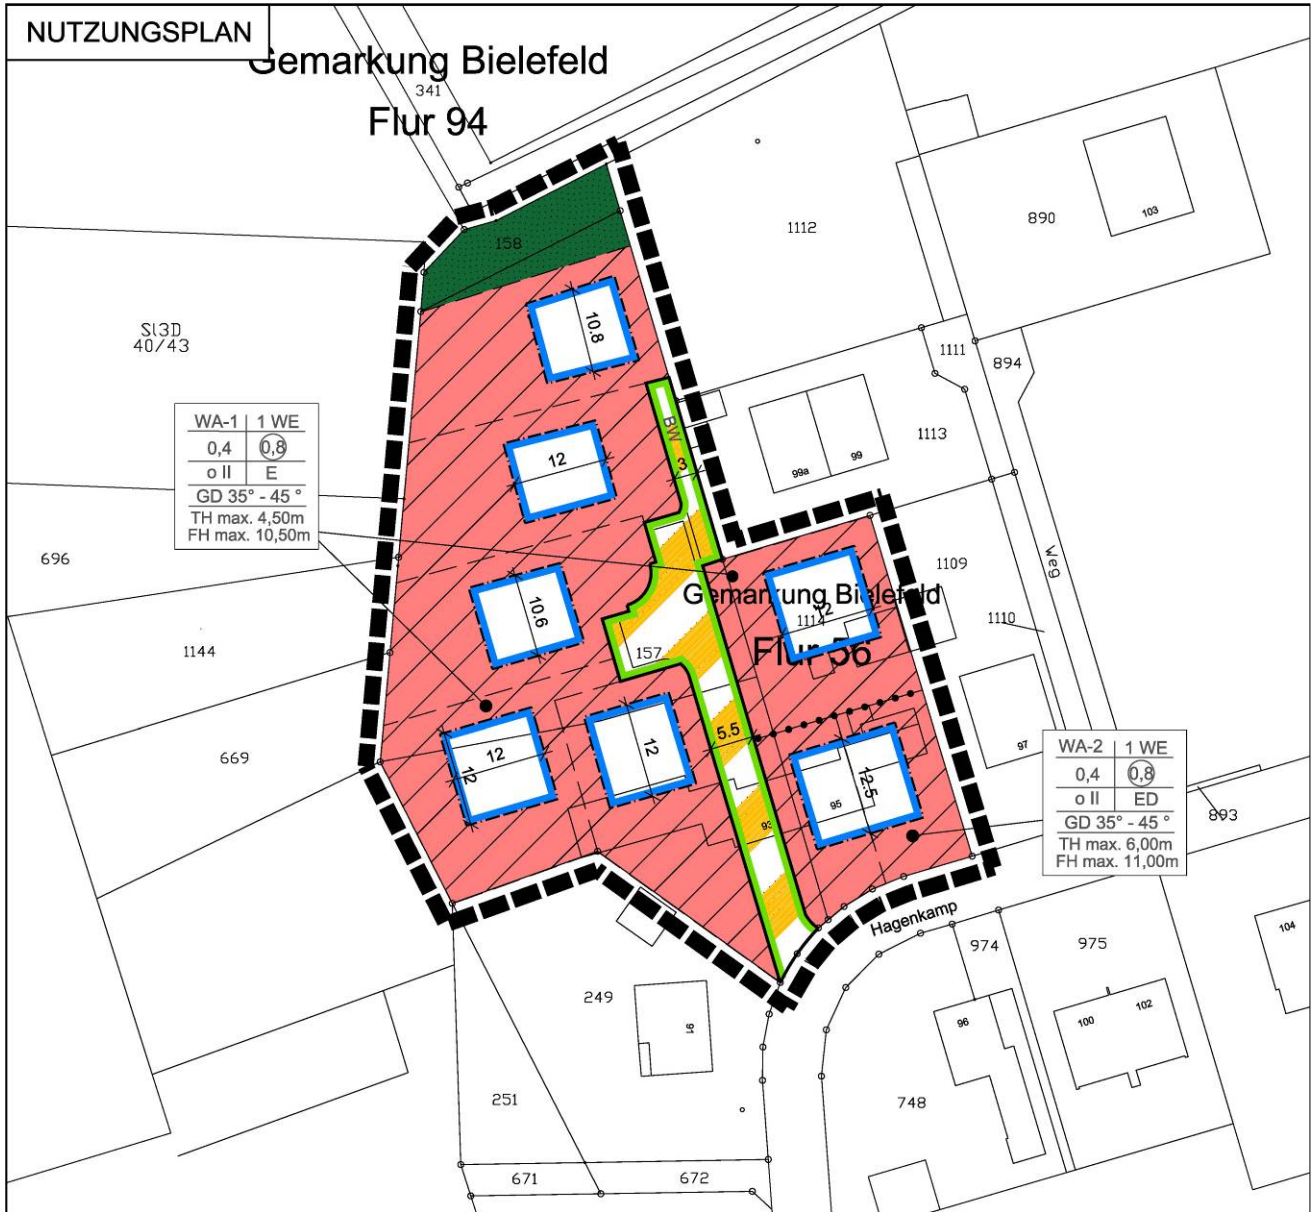 NUTZUNGSPLAN
Gemarkung Bielefeld
Flur 94
341
158
1112
890
103
Sl3D
40/43
10.8
1111
894
WA-1 1 WE
0,4 0,8
o II E
GD 35° - 45 °
TH max. 4,50m
FH max. 10,50m
BW
12
3
99a
99
1113
696
10.6
1144
1109
Weg
Gemarkung Bielefeld
12
1114
1110
Flur 56
157
669
12
12
12
5.5
12.5
95
93
97
WA-2 1 WE
0,4 0,8
o II ED
GD 35° - 45 °
TH max. 6,00m
FH max. 11,00m
893
Hagenkamp
974
975
104
249
91
96
100
102
251
748
671
672